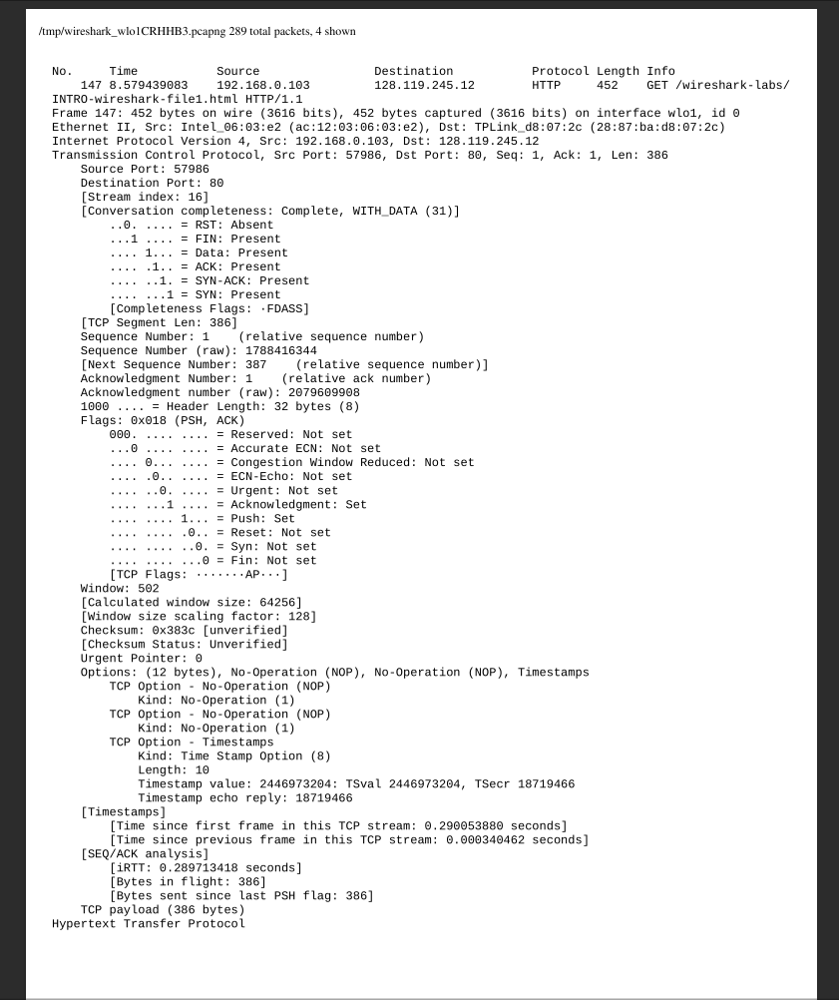 /tmp/wireshark_wlo1CRHHB3.pcapng 289 total packets, 4 shown
No.     Time           Source                Destination           Protocol Length Info
    147 8.579439083    192.168.0.103         128.119.245.12        HTTP     452    GET /wireshark-labs/
INTRO-wireshark-file1.html HTTP/1.1
Frame 147: 452 bytes on wire (3616 bits), 452 bytes captured (3616 bits) on interface wlo1, id 0
Ethernet II, Src: Intel_06:03:e2 (ac:12:03:06:03:e2), Dst: TPLink_d8:07:2c (28:87:ba:d8:07:2c)
Internet Protocol Version 4, Src: 192.168.0.103, Dst: 128.119.245.12
Transmission Control Protocol, Src Port: 57986, Dst Port: 80, Seq: 1, Ack: 1, Len: 386
    Source Port: 57986
    Destination Port: 80
    [Stream index: 16]
    [Conversation completeness: Complete, WITH_DATA (31)]
        ..0. .... = RST: Absent
        ...1 .... = FIN: Present
        .... 1... = Data: Present
        .... .1.. = ACK: Present
        .... ..1. = SYN-ACK: Present
        .... ...1 = SYN: Present
        [Completeness Flags: ·FDASS]
    [TCP Segment Len: 386]
    Sequence Number: 1    (relative sequence number)
    Sequence Number (raw): 1788416344
    [Next Sequence Number: 387    (relative sequence number)]
    Acknowledgment Number: 1    (relative ack number)
    Acknowledgment number (raw): 2079609908
    1000 .... = Header Length: 32 bytes (8)
    Flags: 0x018 (PSH, ACK)
        000. .... .... = Reserved: Not set
        ...0 .... .... = Accurate ECN: Not set
        .... 0... .... = Congestion Window Reduced: Not set
        .... .0.. .... = ECN-Echo: Not set
        .... ..0. .... = Urgent: Not set
        .... ...1 .... = Acknowledgment: Set
        .... .... 1... = Push: Set
        .... .... .0.. = Reset: Not set
        .... .... ..0. = Syn: Not set
        .... .... ...0 = Fin: Not set
        [TCP Flags: ·······AP···]
    Window: 502
    [Calculated window size: 64256]
    [Window size scaling factor: 128]
    Checksum: 0x383c [unverified]
    [Checksum Status: Unverified]
    Urgent Pointer: 0
    Options: (12 bytes), No-Operation (NOP), No-Operation (NOP), Timestamps
        TCP Option - No-Operation (NOP)
            Kind: No-Operation (1)
        TCP Option - No-Operation (NOP)
            Kind: No-Operation (1)
        TCP Option - Timestamps
            Kind: Time Stamp Option (8)
            Length: 10
            Timestamp value: 2446973204: TSval 2446973204, TSecr 18719466
            Timestamp echo reply: 18719466
    [Timestamps]
        [Time since first frame in this TCP stream: 0.290053880 seconds]
        [Time since previous frame in this TCP stream: 0.000340462 seconds]
    [SEQ/ACK analysis]
        [iRTT: 0.289713418 seconds]
        [Bytes in flight: 386]
        [Bytes sent since last PSH flag: 386]
    TCP payload (386 bytes)
Hypertext Transfer Protocol